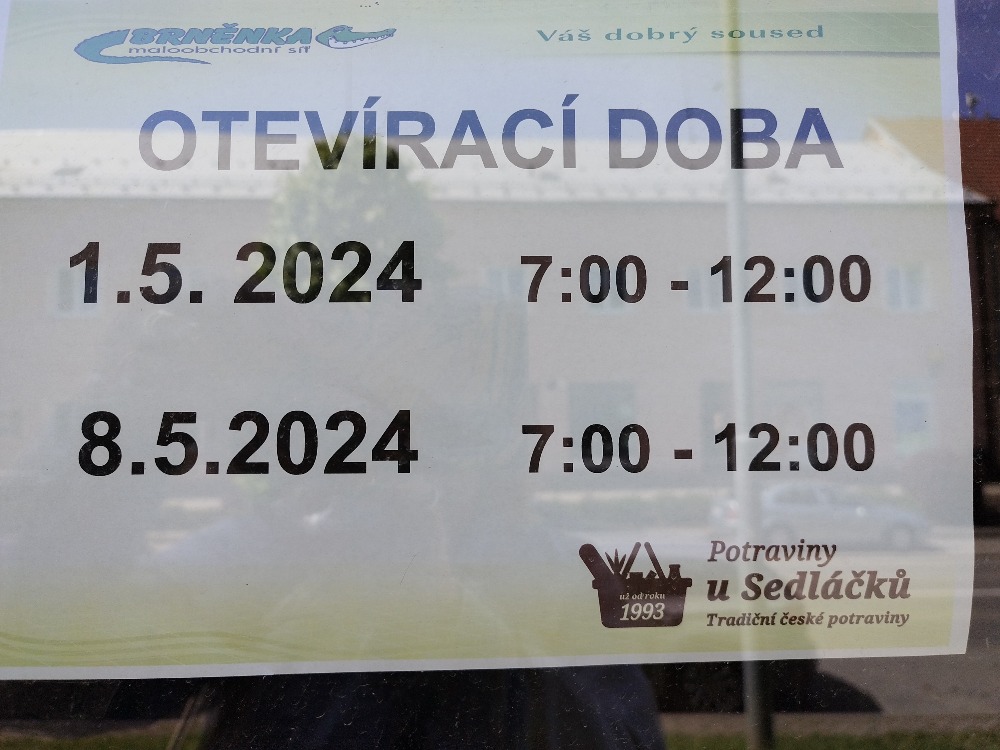 BRNĚNKA
maloobchodní síť
Váš dobrý soused
OTEVÍRACÍ DOBA
1.5. 2024 7:00 - 12:00
8.5.2024 7:00 - 12:00
už od roku
1993
Potraviny
u Sedláčků
Tradiční české potraviny